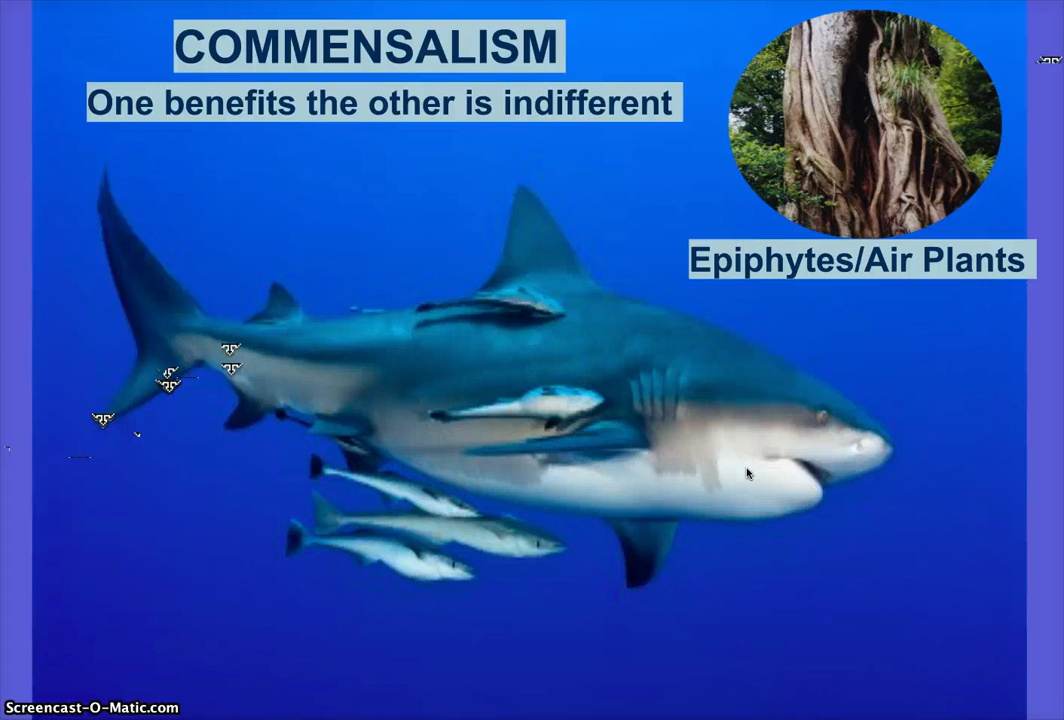 COMMENSALISM
One benefits the other is indifferent
Epiphytes/Air Plants
Screencast-O-Matic.com